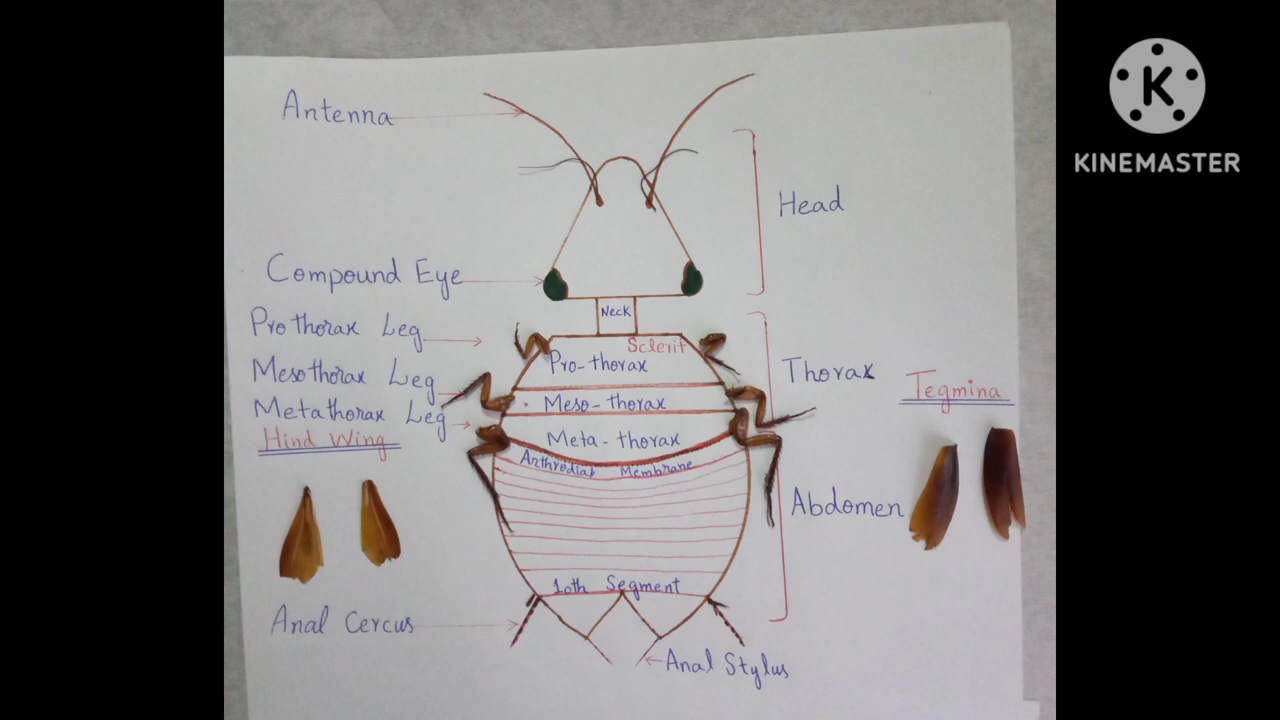 Antenna
Head
Compound Eye
Neck
Prothorax Leg
Sclerit
Pro-thorax
Mesothorax Leg
Thorax
Tegmina
Meso-thorax
Metathorax Leg
Hind Wing
Meta-thorax
Arthrodial Membrane
Abdomen
10th Segment
Anal Cercus
Anal Stylus
K
KINEMASTER